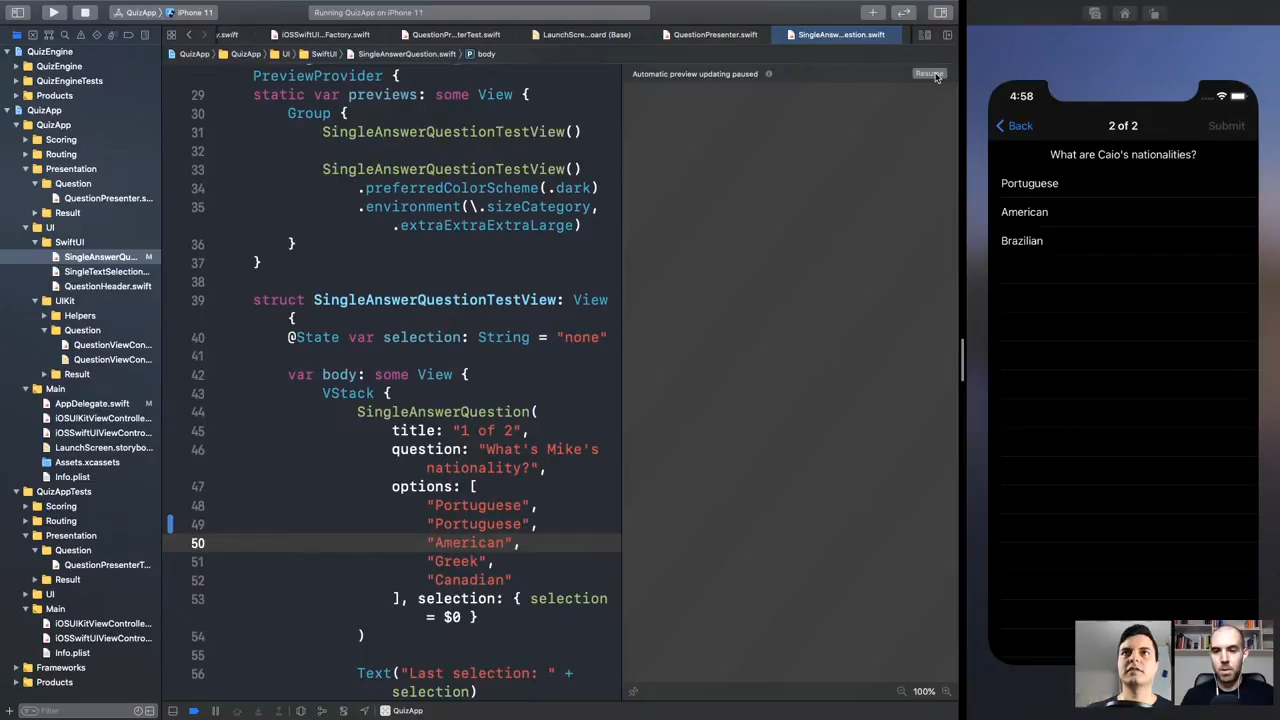 QuizApp
iPhone 11
Running QuizApp on iPhone 11
y.swift
iOSSwiftUI...Factory.swift
QuestionPr...terTest.swift
LaunchScre...oard (Base)
QuestionPresenter.swift
SingleAnsw...estion.swift
QuizApp
QuizApp
UI
SwiftUI
SingleAnswerQuestion.swift
P
body
QuizEngine
QuizEngine
QuizEngineTests
Products
QuizApp
QuizApp
Scoring
Routing
Presentation
Question
QuestionPresenter.s...
Result
UI
SwiftUI
SingleAnswerQu...
M
SingleTextSelection...
QuestionHeader.swift
UIKit
Helpers
Question
QuestionViewCon...
QuestionViewCon...
Result
Main
AppDelegate.swift
M
iOSUIKitViewControlle...
iOSSwiftUIViewContro...
LaunchScreen.storybo...
Assets.xcassets
Info.plist
QuizAppTests
Scoring
Routing
Presentation
Question
QuestionPresenterT...
Result
UI
Main
iOSUIKitViewControlle...
iOSSwiftUIViewContro...
Info.plist
Frameworks
Products
Filter
PreviewProvider {
29 static var previews: some View {
30 Group {
31 SingleAnswerQuestionTestView()
32
33 SingleAnswerQuestionTestView()
34 .preferredColorScheme(.dark)
35 .environment(\.sizeCategory,
.extraExtraExtraLarge)
36 }
37 }
38
39 struct SingleAnswerQuestionTestView: View
{
40 @State var selection: String = "none"
41
42 var body: some View {
43 VStack {
44 SingleAnswerQuestion(
45 title: "1 of 2",
46 question: "What's Mike's
nationality?",
47 options: [
48 "Portuguese",
49 "Portuguese",
50 "American",
51 "Greek",
52 "Canadian"
53 ], selection: { selection
= $0 }
54 )
55
56 Text("Last selection: " +
selection)
QuizApp
Automatic preview updating paused
Resume
100%
4:58
Back
2 of 2
Submit
What are Caio's nationalities?
Portuguese
American
Brazilian